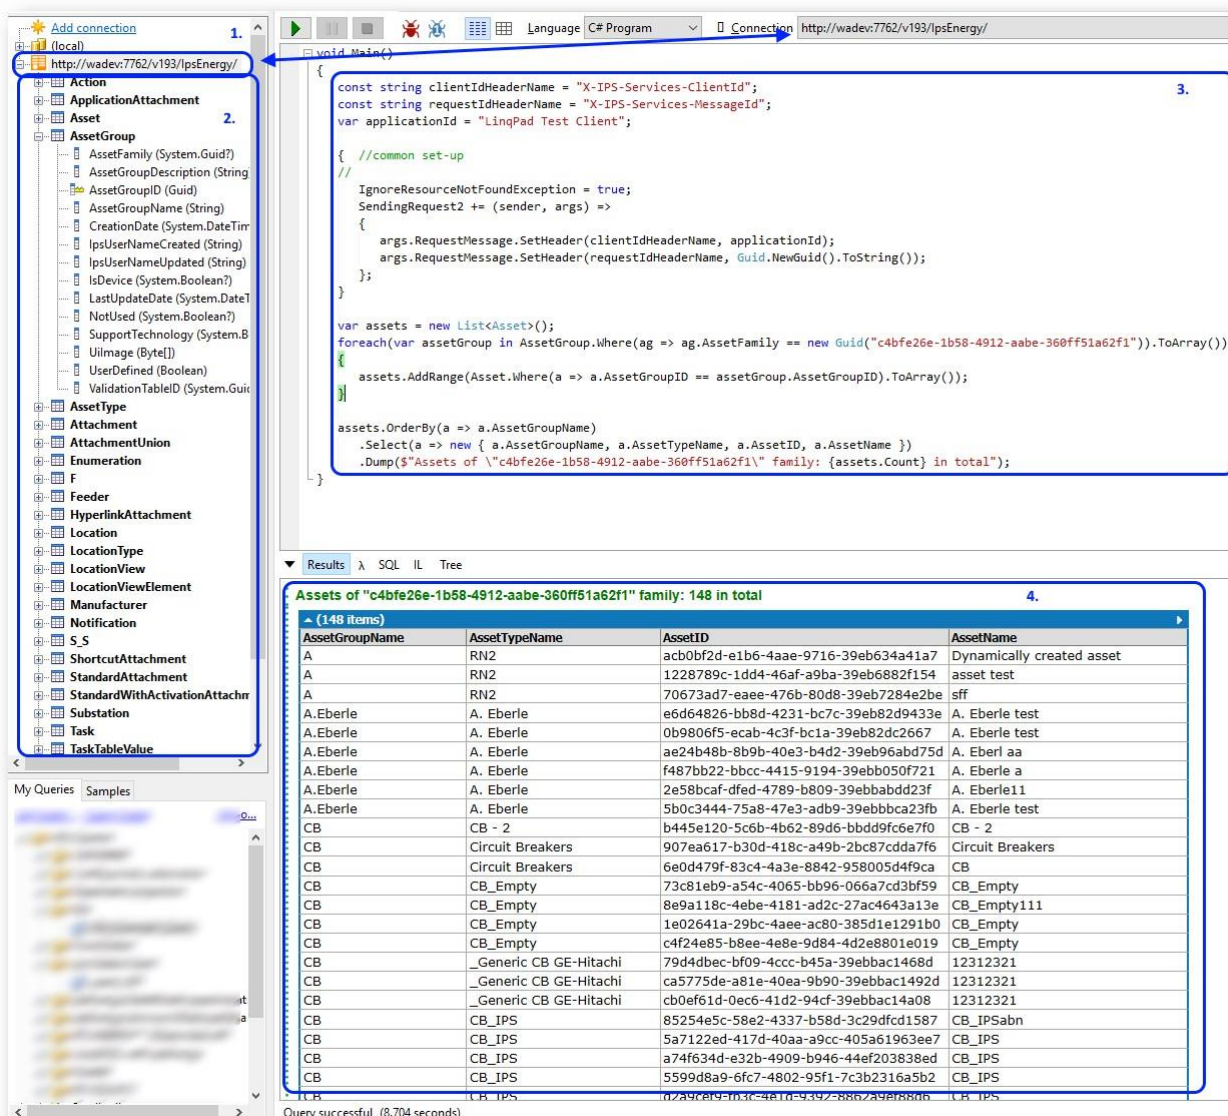 Add connection
1.
(local)
http://wadev:7762/v193/IpsEnergy/
Action
ApplicationAttachment
Asset
2.
AssetGroup
AssetFamily (System.Guid?)
AssetGroupDescription (String)
AssetGroupID (Guid)
AssetGroupName (String)
CreationDate (System.DateTim
IpsUserNameCreated (String)
IpsUserNameUpdated (String)
IsDevice (System.Boolean?)
LastUpdateDate (System.DateT
NotUsed (System.Boolean?)
SupportTechnology (System.B
UiImage (Byte[])
UserDefined (Boolean)
ValidationTableID (System.Guid
AssetType
Attachment
AttachmentUnion
Enumeration
F
Feeder
HyperlinkAttachment
Location
LocationType
LocationView
LocationViewElement
Manufacturer
Notification
S_S
ShortcutAttachment
StandardAttachment
StandardWithActivationAttachm
Substation
Task
TaskTableValue
My Queries Samples
Language C# Program Connection http://wadev:7762/v193/IpsEnergy/
void Main()
{
3.
const string clientIdHeaderName = "X-IPS-Services-ClientId";
const string requestIdHeaderName = "X-IPS-Services-MessageId";
var applicationId = "LinqPad Test Client";
{ //common set-up
//
IgnoreResourceNotFoundException = true;
SendingRequest2 += (sender, args) =>
{
args.RequestMessage.SetHeader(clientIdHeaderName, applicationId);
args.RequestMessage.SetHeader(requestIdHeaderName, Guid.NewGuid().ToString());
};
}
var assets = new List<Asset>();
foreach(var assetGroup in AssetGroup.Where(ag => ag.AssetFamily == new Guid("c4bfe26e-1b58-4912-aabe-360ff51a62f1")).ToArray())
{
assets.AddRange(Asset.Where(a => a.AssetGroupID == assetGroup.AssetGroupID).ToArray());
}
assets.OrderBy(a => a.AssetGroupName)
.Select(a => new { a.AssetGroupName, a.AssetTypeName, a.AssetID, a.AssetName })
.Dump($"Assets of \"c4bfe26e-1b58-4912-aabe-360ff51a62f1\" family: {assets.Count} in total");
}
Results λ SQL IL Tree
Assets of "c4bfe26e-1b58-4912-aabe-360ff51a62f1" family: 148 in total
4.
(148 items)
AssetGroupName AssetTypeName AssetID AssetName
A RN2 acb0bf2d-e1b6-4aae-9716-39eb634a41a7 Dynamically created asset
A RN2 1228789c-1dd4-46af-a9ba-39eb6882f154 asset test
A RN2 70673ad7-eaee-476b-80d8-39eb7284e2be sff
A.Eberle A. Eberle e6d64826-bb8d-4231-bc7c-39eb82d9433e A. Eberle test
A.Eberle A. Eberle 0b9806f5-ecab-4c3f-bc1a-39eb82dc2667 A. Eberle test
A.Eberle A. Eberle ae24b48b-8b9b-40e3-b4d2-39eb96abd75d A. Eberl aa
A.Eberle A. Eberle f487bb22-bbcc-4415-9194-39ebb050f721 A. Eberle a
A.Eberle A. Eberle 2e58bcaf-dfed-4789-b809-39ebbabdd23f A. Eberle11
A.Eberle A. Eberle 5b0c3444-75a8-47e3-adb9-39ebbbca23fb A. Eberle test
CB CB - 2 b445e120-5c6b-4b62-89d6-bbdd9fc6e7f0 CB - 2
CB Circuit Breakers 907ea617-b30d-418c-a49b-2bc87cdda7f6 Circuit Breakers
CB Circuit Breakers 6e0d479f-83c4-4a3e-8842-958005d4f9ca CB
CB CB_Empty 73c81eb9-a54c-4065-bb96-066a7cd3bf59 CB_Empty
CB CB_Empty 8e9a118c-4ebe-4181-ad2c-27ac4643a13e CB_Empty111
CB CB_Empty 1e02641a-29bc-4aee-ac80-385d1e1291b0 CB_Empty
CB CB_Empty c4f24e85-b8ee-4e8e-9d84-4d2e8801e019 CB_Empty
CB _Generic CB GE-Hitachi 79d4dbec-bf09-4ccc-b45a-39ebbac1468d 12312321
CB _Generic CB GE-Hitachi ca5775de-a81e-40ea-9b90-39ebbac1492d 12312321
CB _Generic CB GE-Hitachi cb0ef61d-0ec6-41d2-94cf-39ebbac14a08 12312321
CB CB_IPS 85254e5c-58e2-4337-b58d-3c29dfcd1587 CB_IPSabn
CB CB_IPS 5a7122ed-417d-40aa-a9cc-405a61963ee7 CB_IPS
CB CB_IPS a74f634d-e32b-4909-b946-44ef203838ed CB_IPS
CB CB_IPS 5599d8a9-6fc7-4802-95f1-7c3b2316a5b2 CB_IPS
CB CB_IPS d2a9cef9-fb3c-4e1d-9392-8862a9ef88d6 CB_IPS
Query successful (8.704 seconds)